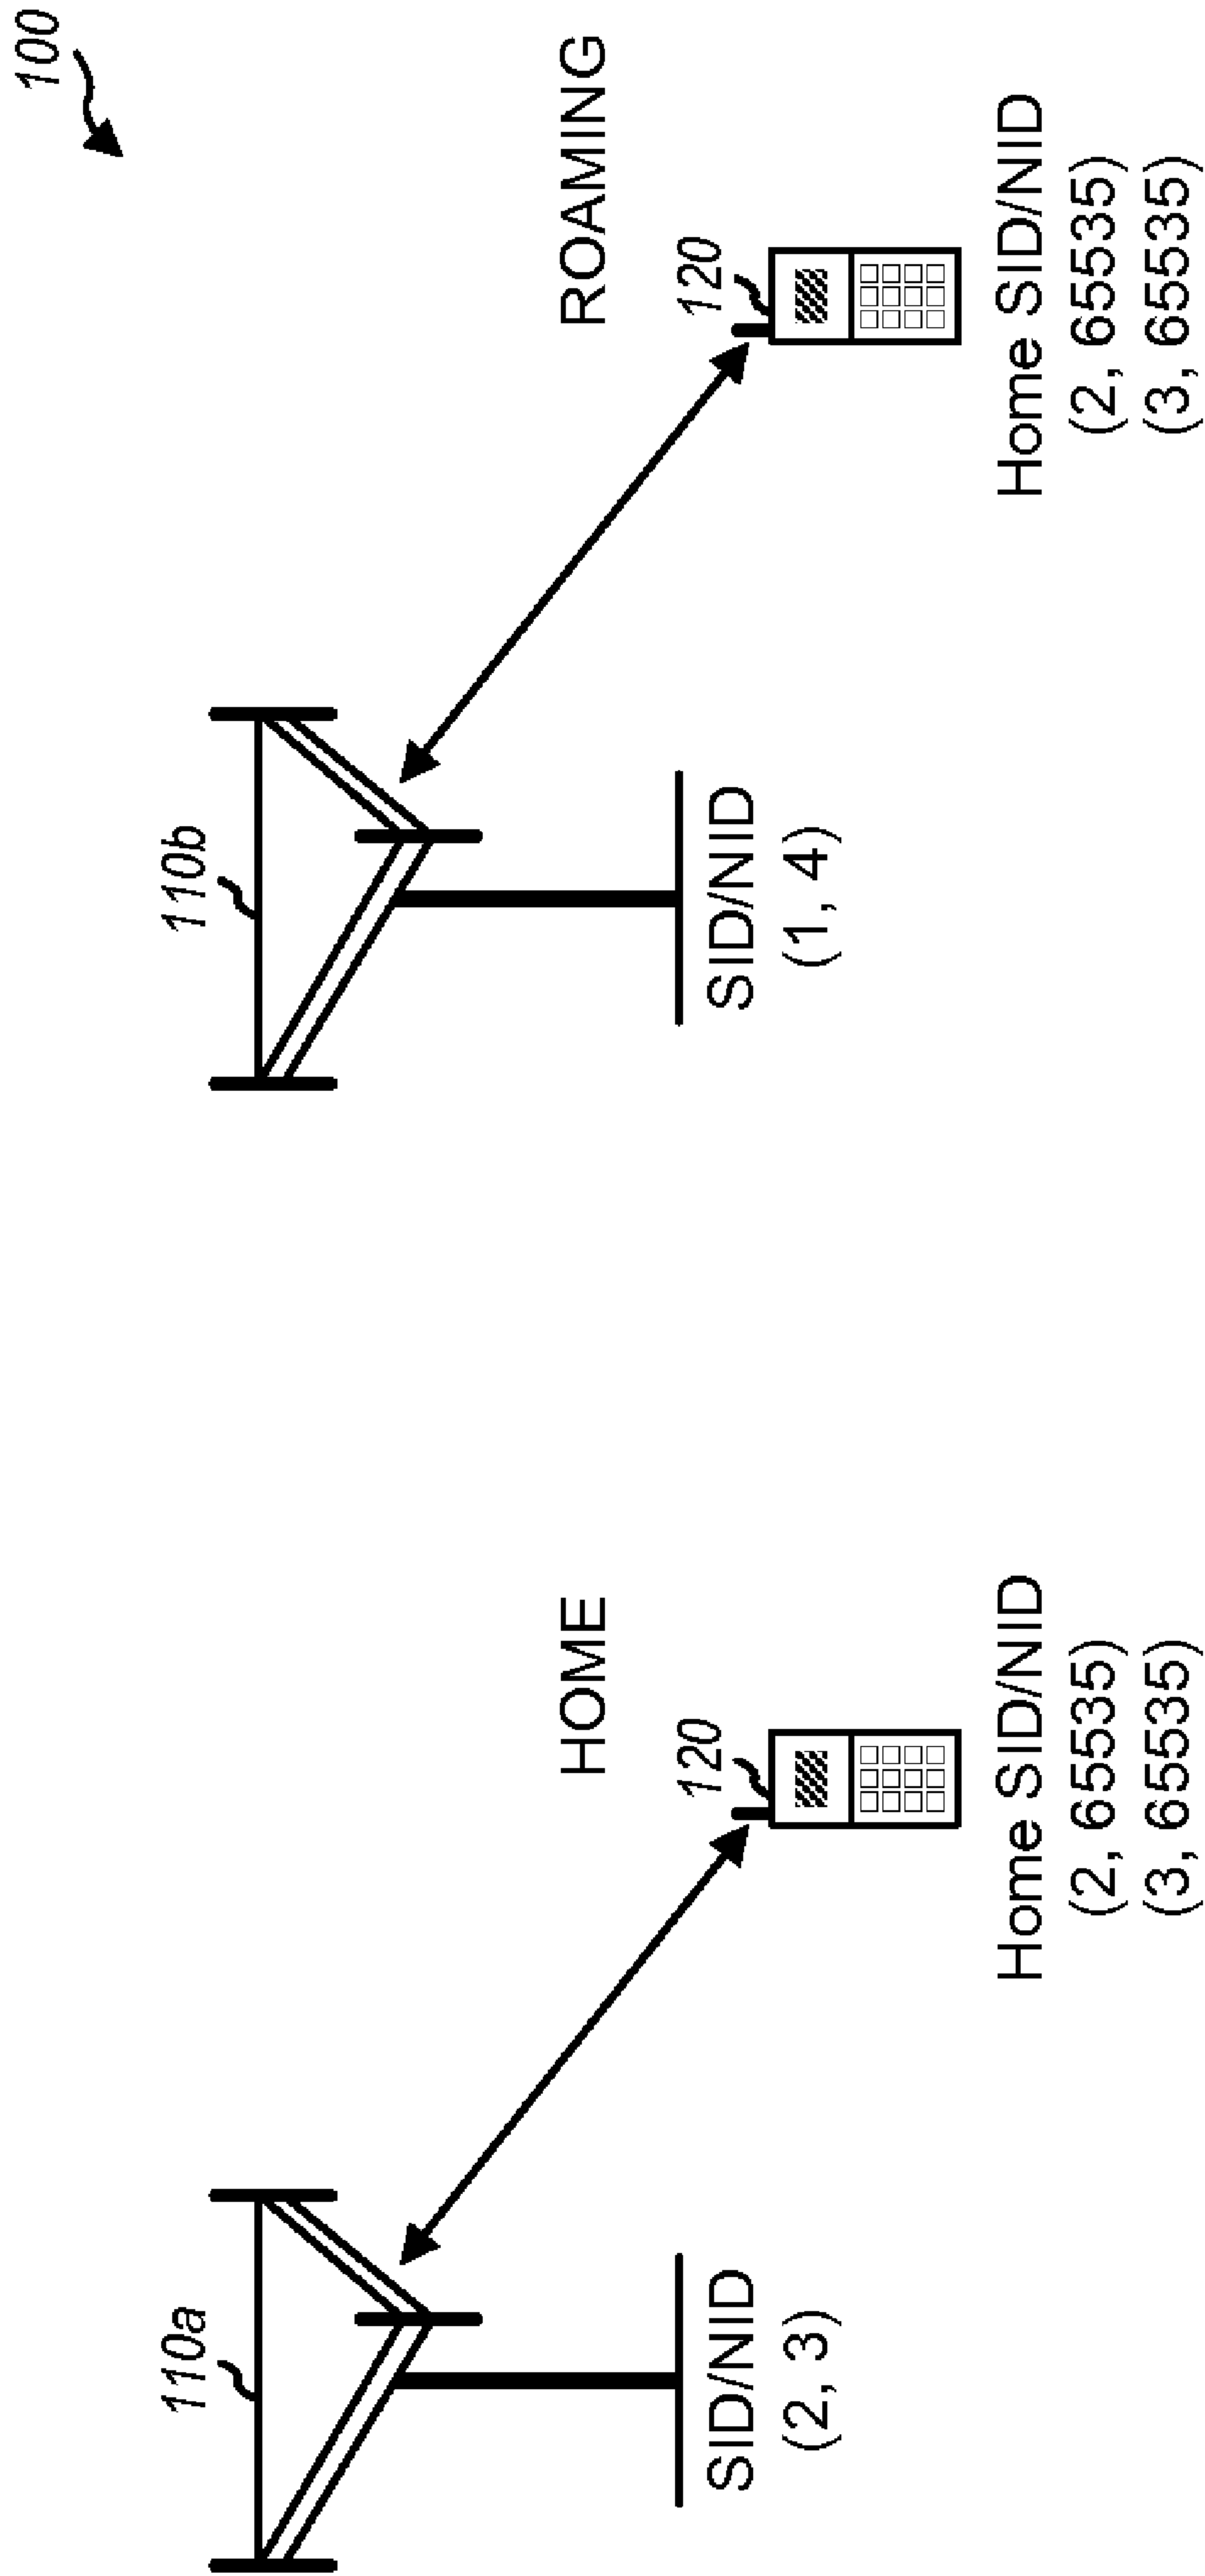 100
110a
HOME
120
SID/NID
(2, 3)
Home SID/NID
(2, 65535)
(3, 65535)
110b
ROAMING
120
SID/NID
(1, 4)
Home SID/NID
(2, 65535)
(3, 65535)